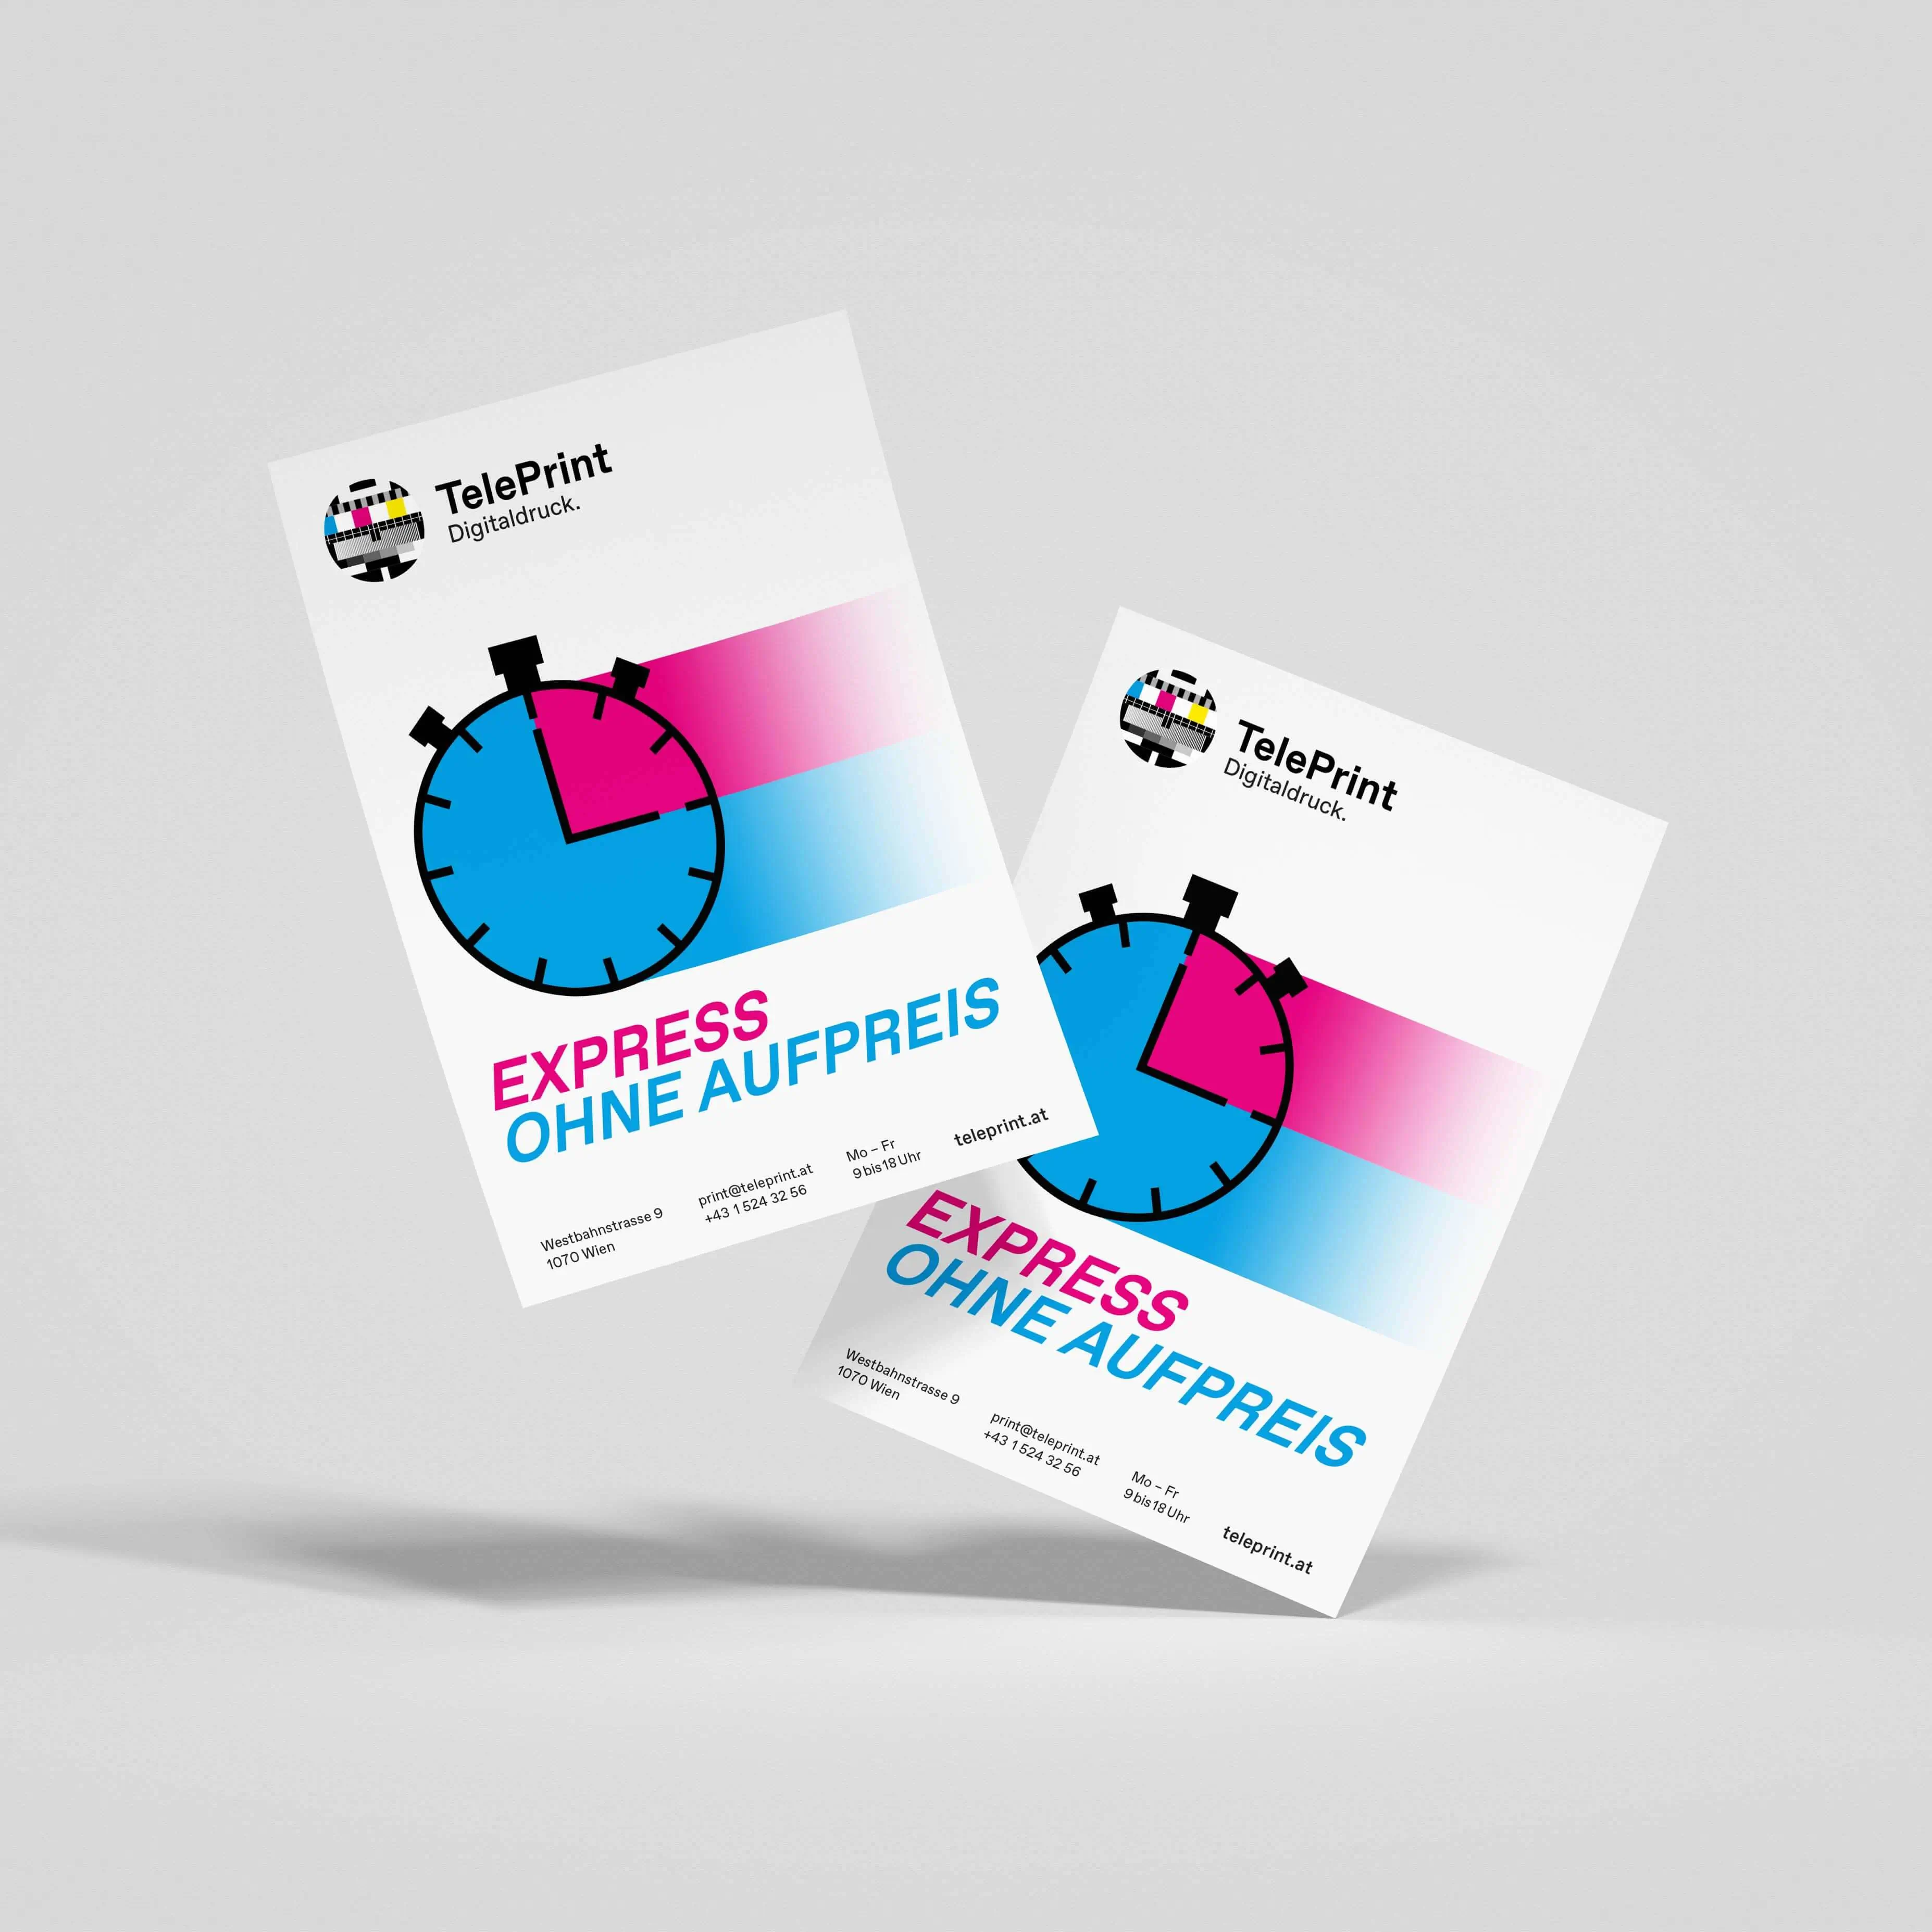 TelePrint
Digitaldruck.
EXPRESS
OHNE AUFPREIS
Westbahnstrasse 9
1070 Wien
print@teleprint.at
+43 1 524 32 56
Mo – Fr
9 bis 18 Uhr
teleprint.at
TelePrint
Digitaldruck.
EXPRESS
OHNE AUFPREIS
Westbahnstrasse 9
1070 Wien
print@teleprint.at
+43 1 524 32 56
Mo – Fr
9 bis 18 Uhr
teleprint.at